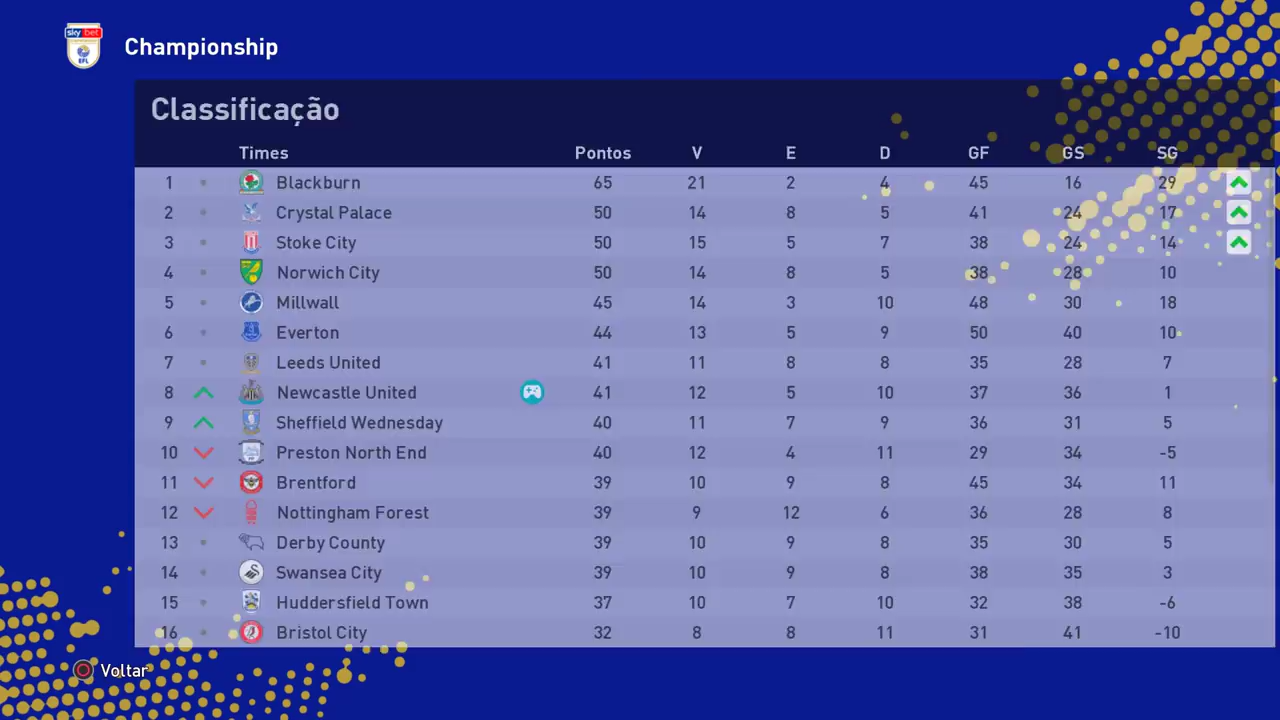 sky bet
EFL
Championship
Classificação
Times Pontos V E D GF GS SG
1 Blackburn 65 21 2 4 45 16 29
2 Crystal Palace 50 14 8 5 41 24 17
3 Stoke City 50 15 5 7 38 24 14
4 Norwich City 50 14 8 5 38 28 10
5 Millwall 45 14 3 10 48 30 18
6 Everton 44 13 5 9 50 40 10
7 Leeds United 41 11 8 8 35 28 7
8 Newcastle United 41 12 5 10 37 36 1
9 Sheffield Wednesday 40 11 7 9 36 31 5
10 Preston North End 40 12 4 11 29 34 -5
11 Brentford 39 10 9 8 45 34 11
12 Nottingham Forest 39 9 12 6 36 28 8
13 Derby County 39 10 9 8 35 30 5
14 Swansea City 39 10 9 8 38 35 3
15 Huddersfield Town 37 10 7 10 32 38 -6
16 Bristol City 32 8 8 11 31 41 -10
Voltar